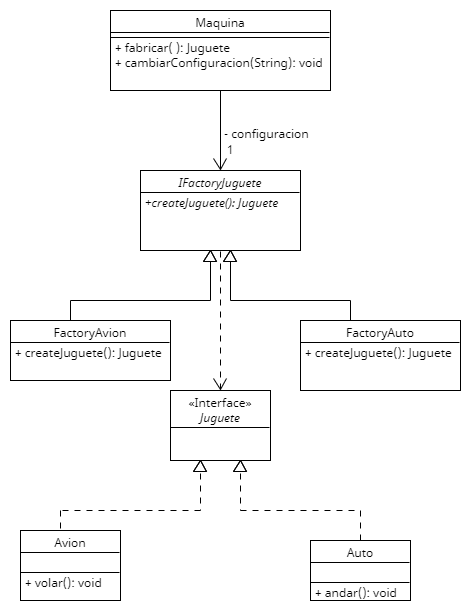 Maquina
+ fabricar( ): Juguete
+ cambiarConfiguracion(String): void
- configuracion
1
IFactoryJuguete
+createJuguete(): Juguete
FactoryAvion
+ createJuguete(): Juguete
FactoryAuto
+ createJuguete(): Juguete
«Interface»
Juguete
Avion
+ volar(): void
Auto
+ andar(): void